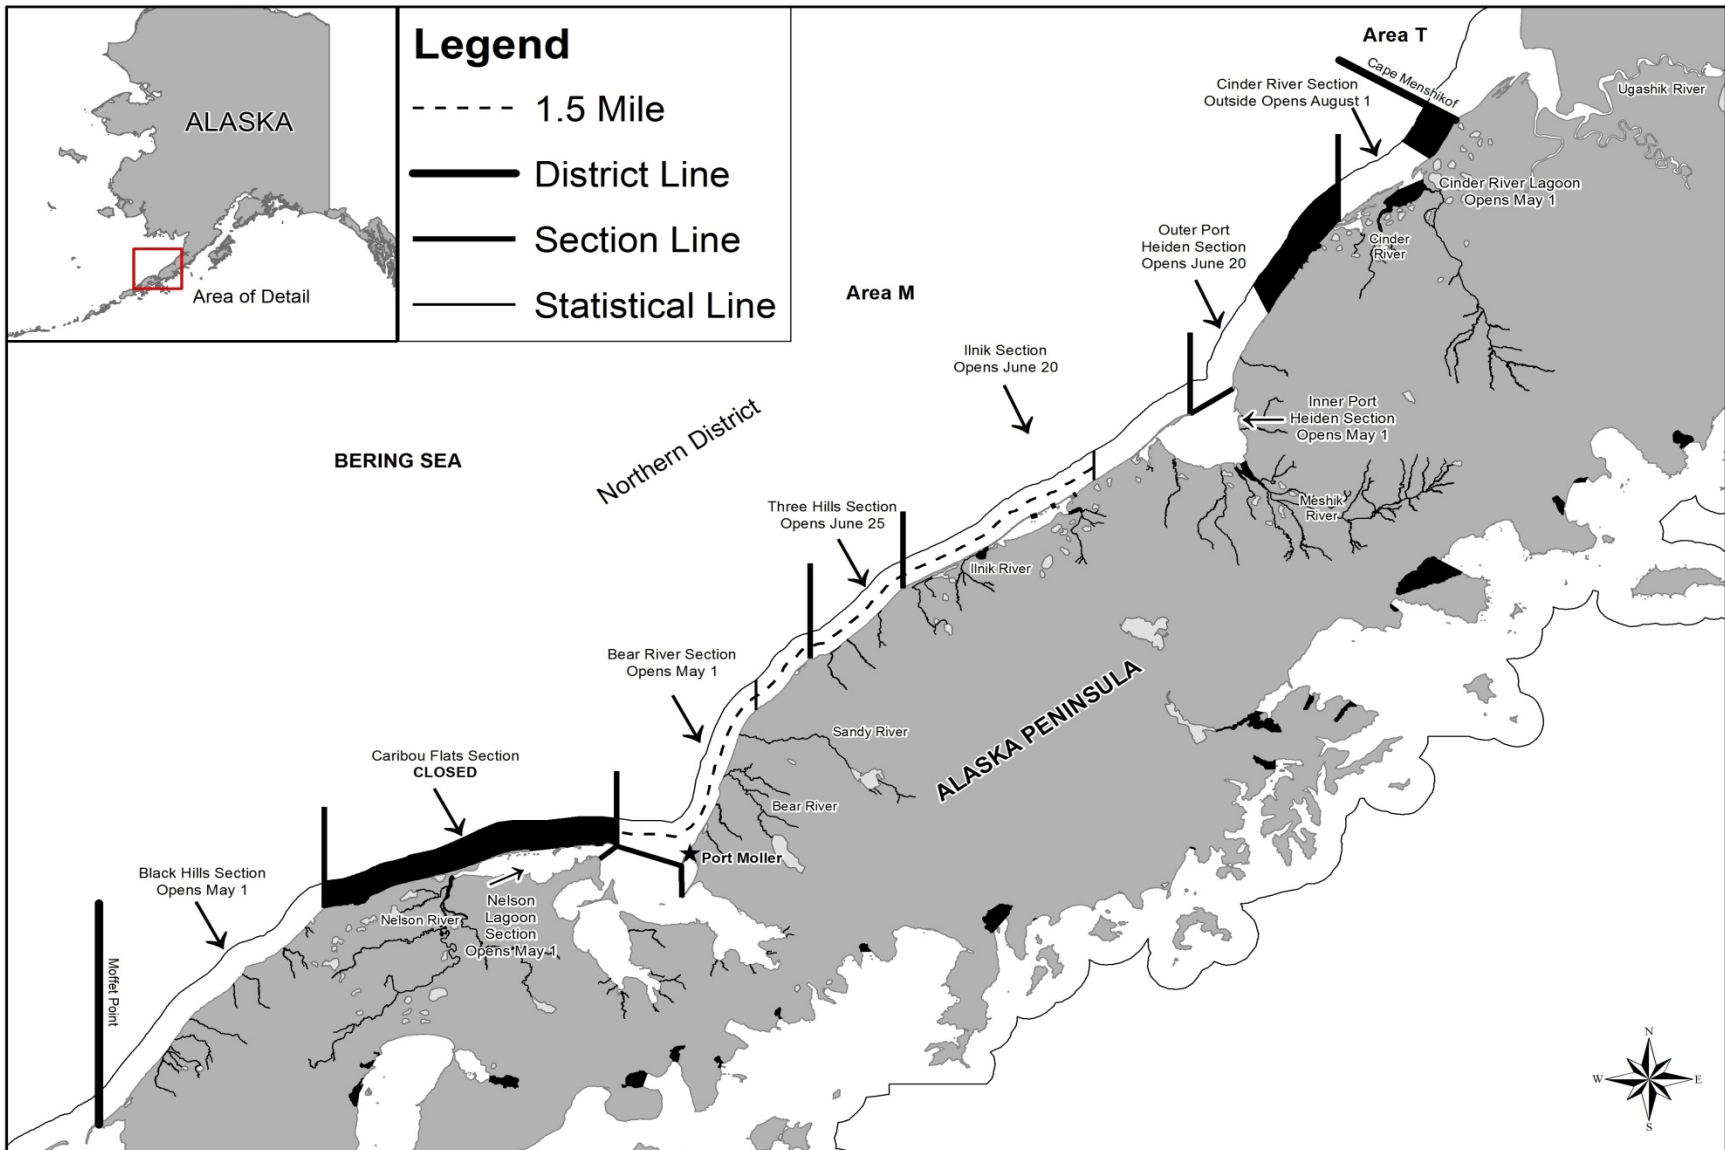 ALASKA
Area of Detail
Legend
1.5 Mile
District Line
Section Line
Statistical Line
Area T
Cape Menshikof
Ugashik River
Cinder River Section
Outside Opens August 1
Cinder River Lagoon
Opens May 1
Cinder
River
Outer Port
Heiden Section
Opens June 20
Area M
Ilnik Section
Opens June 20
Inner Port
Heiden Section
Opens May 1
Northern District
BERING SEA
Meshik
River
Three Hills Section
Opens June 25
Ilnik River
Bear River Section
Opens May 1
ALASKA PENINSULA
Sandy River
Caribou Flats Section
CLOSED
Bear River
Port Moller
Black Hills Section
Opens May 1
Nelson River
Nelson
Lagoon
Section
Opens May 1
Moffet Point
N
W
E
S